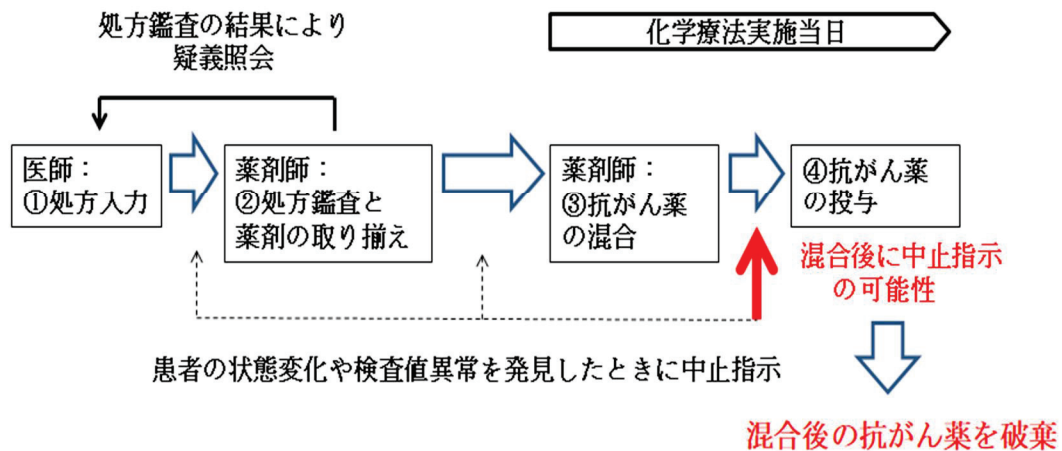 処方鑑査の結果により
疑義照会
化学療法実施当日
医師：
①処方入力
薬剤師：
②処方鑑査と
薬剤の取り揃え
薬剤師：
③抗がん薬
の混合
④抗がん薬
の投与
混合後に中止指示
の可能性
患者の状態変化や検査値異常を発見したときに中止指示
混合後の抗がん薬を破棄